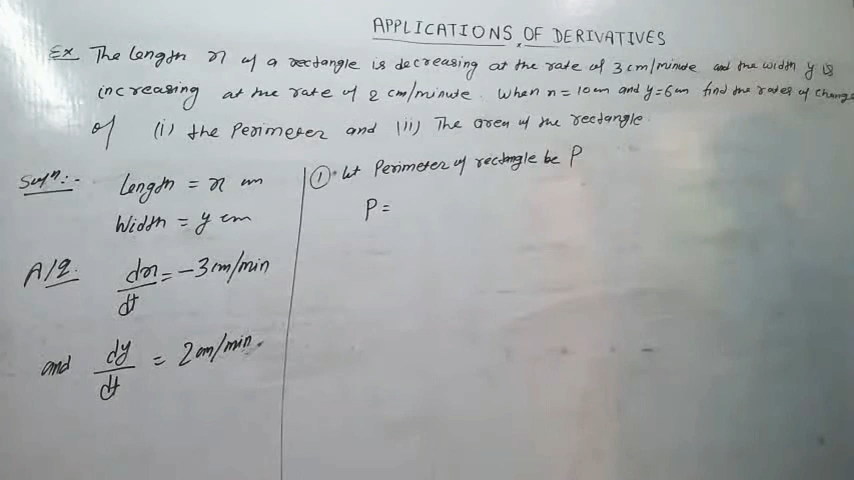 APPLICATIONS OF DERIVATIVES
Ex The length x of a rectangle is decreasing at the rate of 3 cm/minute and the width y is
increasing at the rate of 2 cm/minute. When x = 10 cm and y = 6 cm find the rates of change
of (i) the Perimeter and (ii) The area of the rectangle.
Solⁿ:-
Length = x cm
Width = y cm
A/Q. dx/dt = -3 cm/min
and dy/dt = 2 cm/min.
① Let Perimeter of rectangle be P
P =